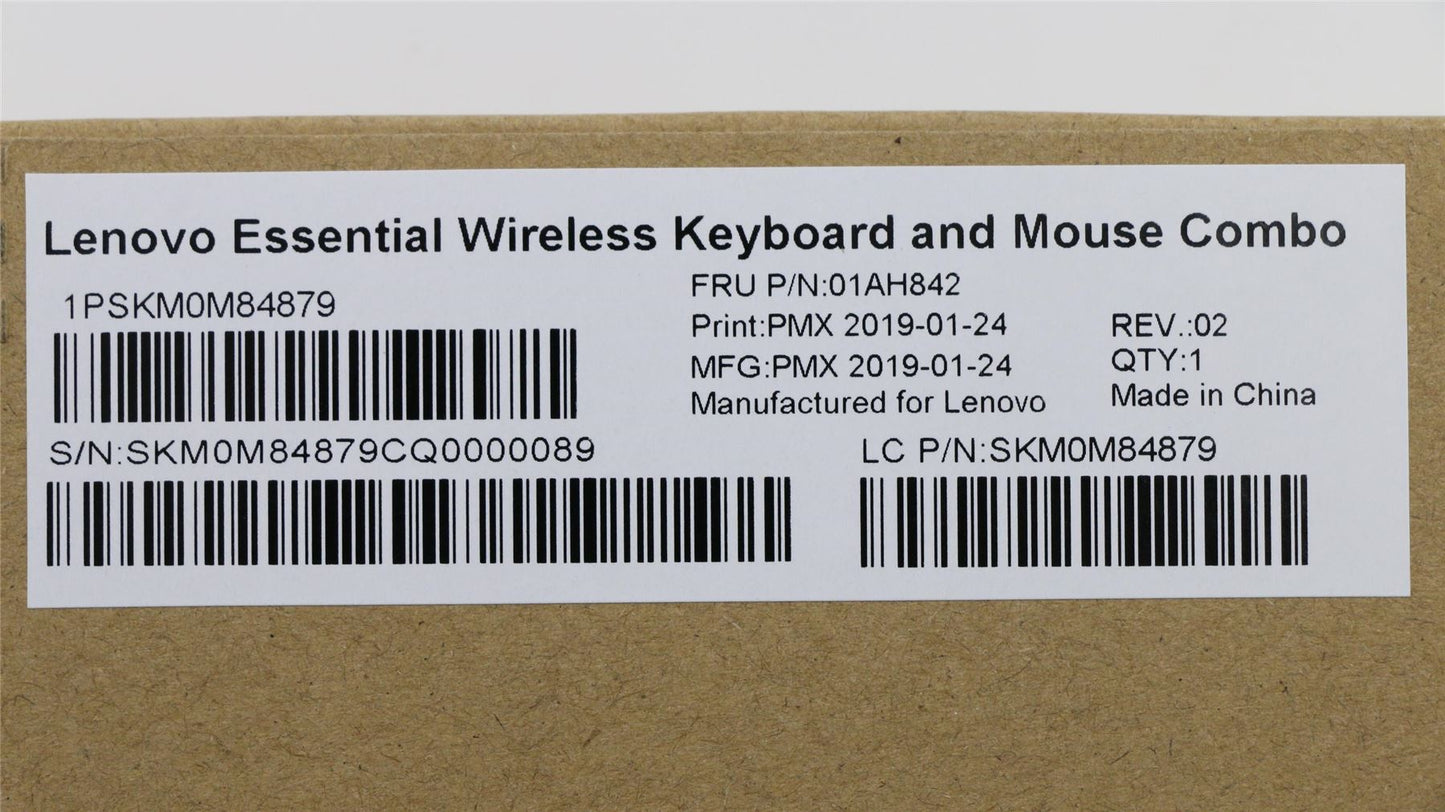 Lenovo Essential Wireless Keyboard and Mouse Combo
1PSKM0M84879
FRU P/N:01AH842
Print:PMX 2019-01-24
REV.:02
MFG:PMX 2019-01-24
QTY:1
Manufactured for Lenovo
Made in China
S/N:SKM0M84879CQ0000089
LC P/N:SKM0M84879